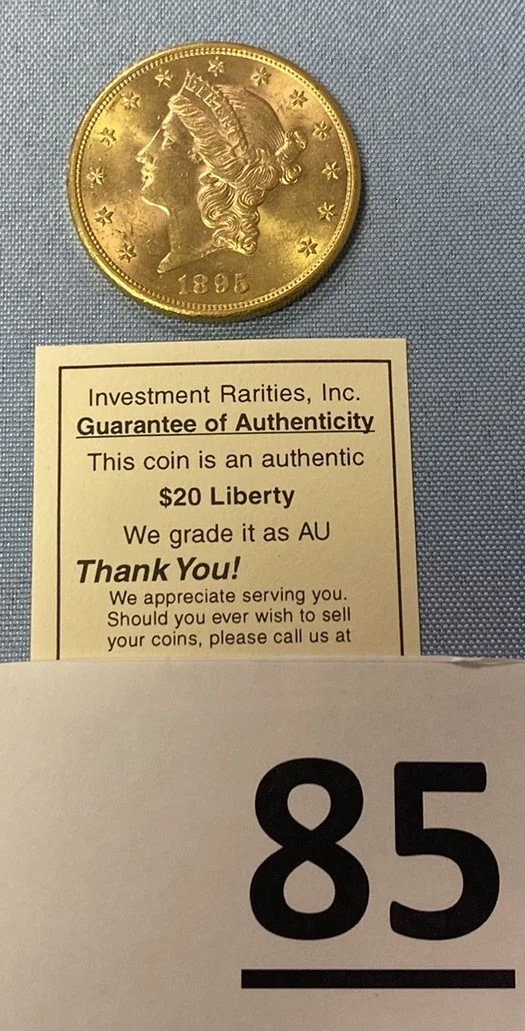 LIBERTY
1895
Investment Rarities, Inc.
Guarantee of Authenticity
This coin is an authentic
$20 Liberty
We grade it as AU
Thank You!
We appreciate serving you.
Should you ever wish to sell
your coins, please call us at
85